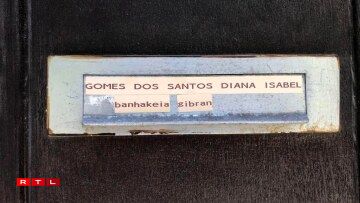 GOMES DOS SANTOS DIANA ISABEL
banhakeia gibran
RTL